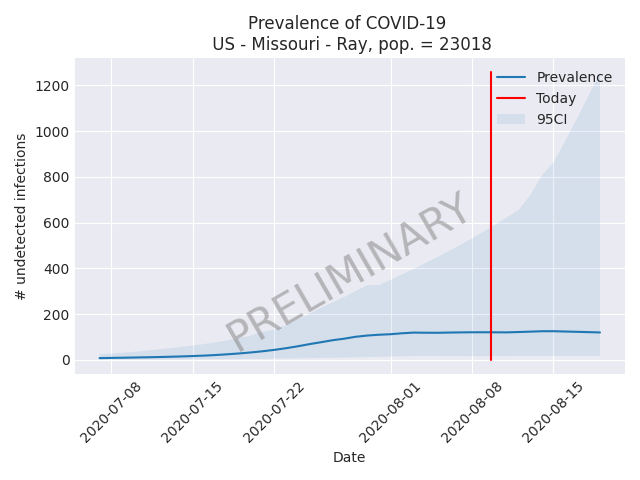 Prevalence of COVID-19
US - Missouri - Ray, pop. = 23018
# undetected infections
1200
1000
800
600
400
200
0
Prevalence
Today
95CI
PRELIMINARY
2020-07-08
2020-07-15
2020-07-22
2020-08-01
2020-08-08
2020-08-15
Date